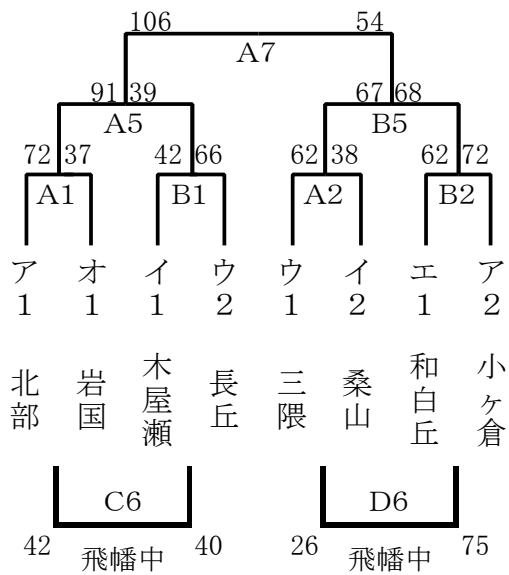 106 54
A7
91 39 67 68
A5 B5
72 37 42 66 62 38 62 72
A1 B1 A2 B2
ア1 オ1 イ1 ウ2 ウ1 イ2 エ1 ア2
北部 岩国 木屋瀬 長丘 三隈 桑山 和白丘 小ヶ倉
C6 D6
42 飛幡中 40 26 飛幡中 75